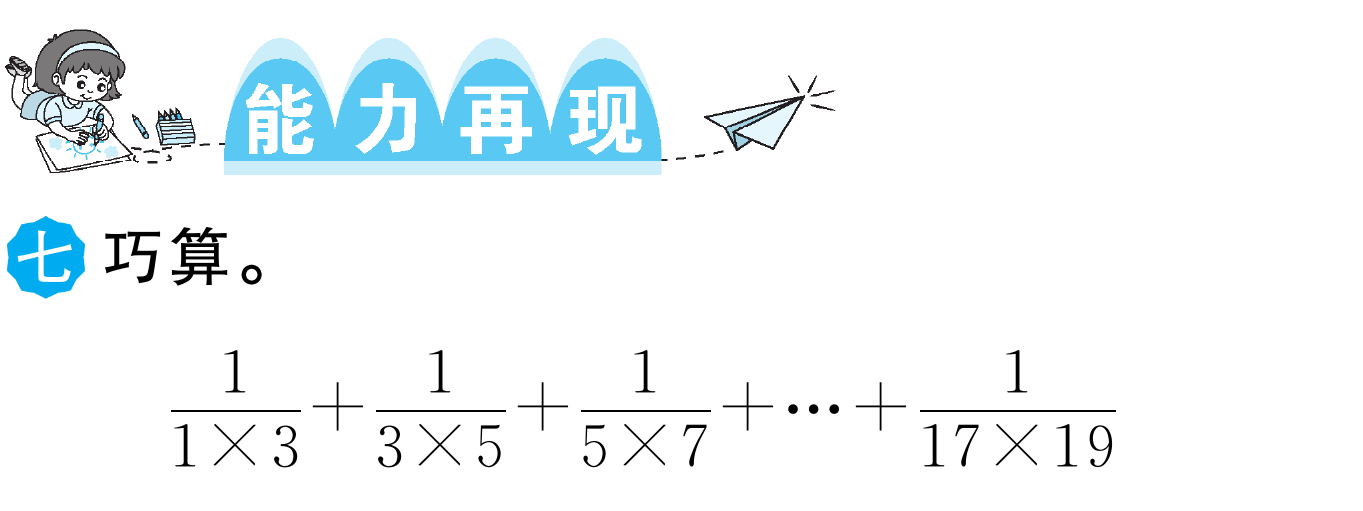 能力再现
七 巧算。
1/(1×3) + 1/(3×5) + 1/(5×7) + ⋯ + 1/(17×19)